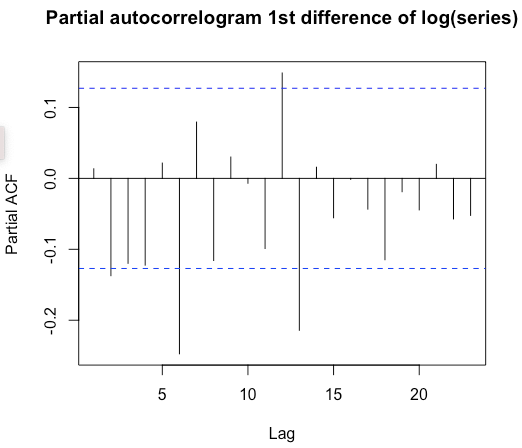 Partial autocorrelogram 1st difference of log(series)
Partial ACF
0.1
0.0
-0.1
-0.2
5 10 15 20
Lag